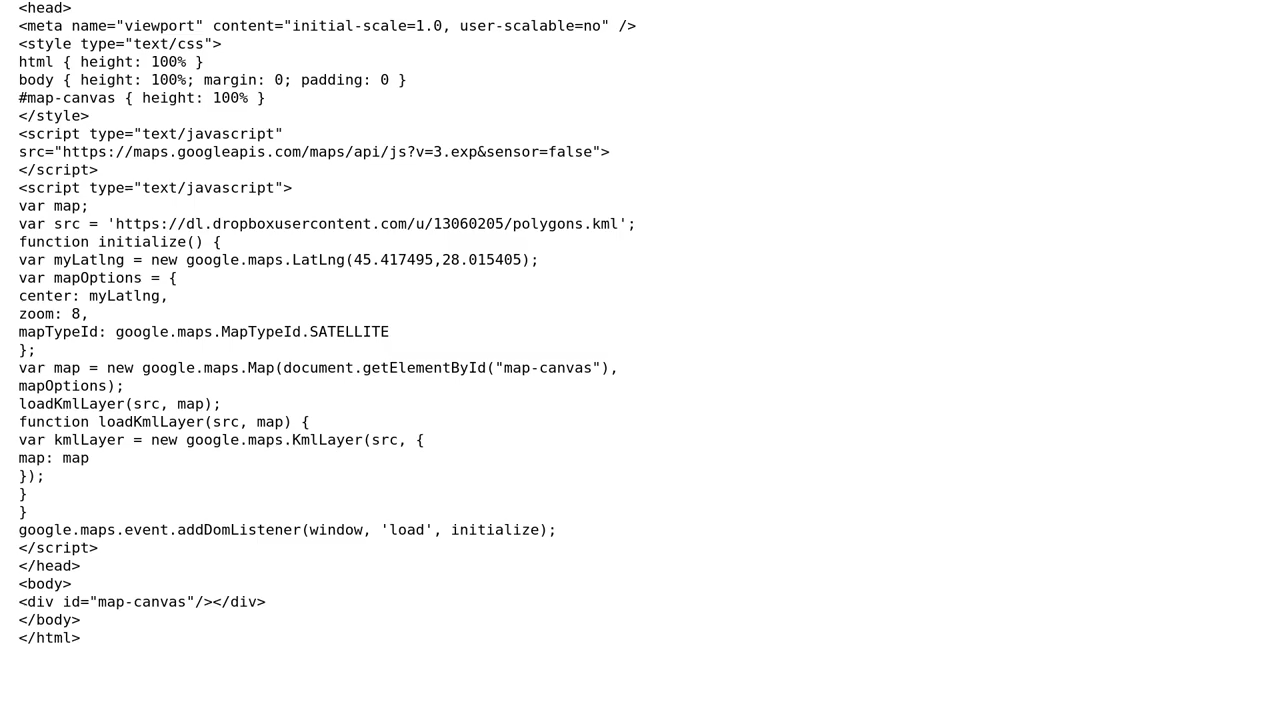 <head>
<meta name="viewport" content="initial-scale=1.0, user-scalable=no" />
<style type="text/css">
html { height: 100% }
body { height: 100%; margin: 0; padding: 0 }
#map-canvas { height: 100% }
</style>
<script type="text/javascript"
src="https://maps.googleapis.com/maps/api/js?v=3.exp&sensor=false">
</script>
<script type="text/javascript">
var map;
var src = 'https://dl.dropboxusercontent.com/u/13060205/polygons.kml';
function initialize() {
var myLatlng = new google.maps.LatLng(45.417495,28.015405);
var mapOptions = {
center: myLatlng,
zoom: 8,
mapTypeId: google.maps.MapTypeId.SATELLITE
};
var map = new google.maps.Map(document.getElementById("map-canvas"),
mapOptions);
loadKmlLayer(src, map);
function loadKmlLayer(src, map) {
var kmlLayer = new google.maps.KmlLayer(src, {
map: map
});
}
}
google.maps.event.addDomListener(window, 'load', initialize);
</script>
</head>
<body>
<div id="map-canvas"/></div>
</body>
</html>